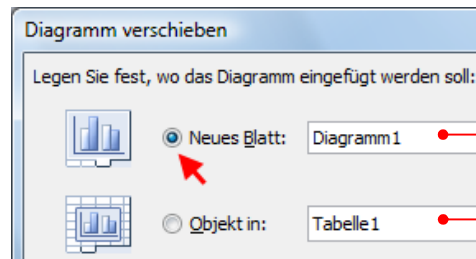 Diagramm verschieben
Legen Sie fest, wo das Diagramm eingefügt werden soll:
Neues Blatt: Diagramm1
Objekt in: Tabelle1